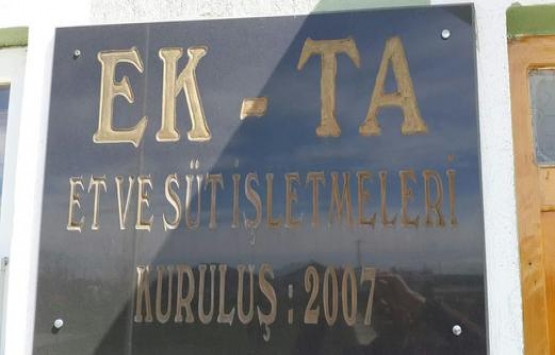 EK - TA
ET VE SÜT İŞLETMELERİ
KURULUŞ : 2007